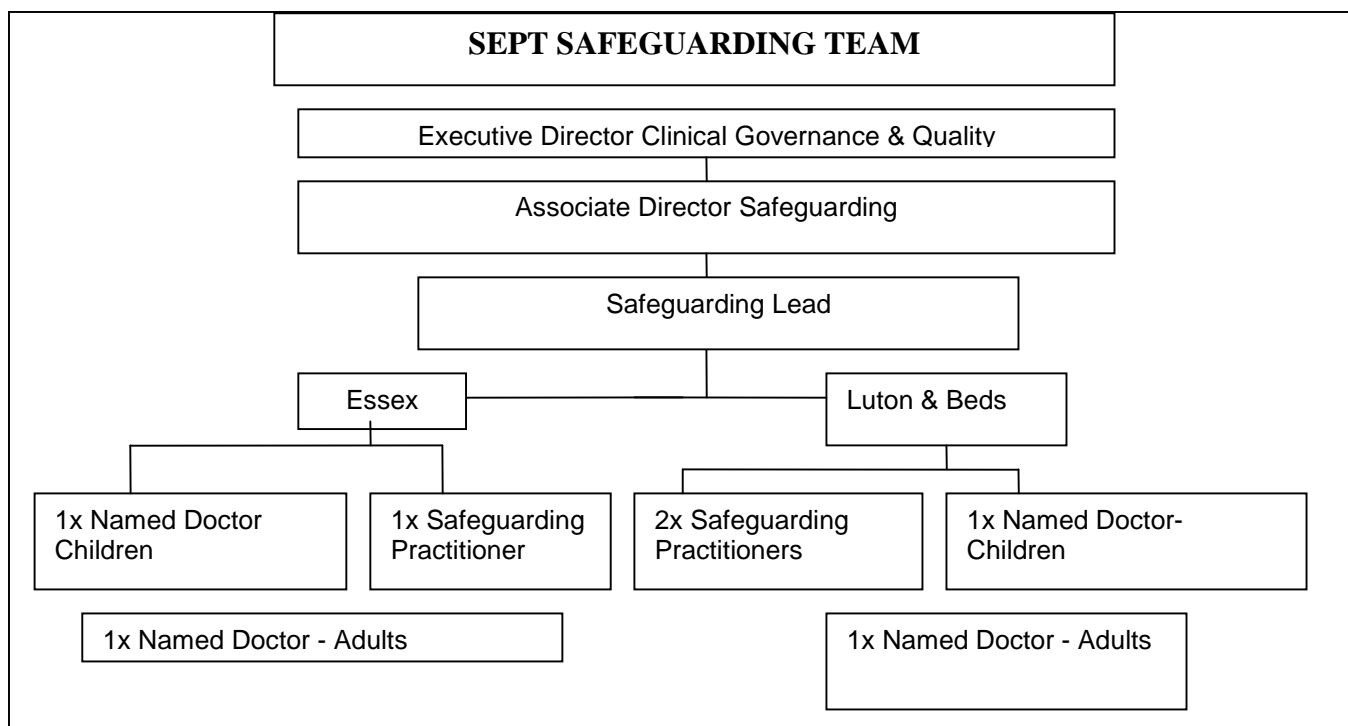 SEPT SAFEGUARDING TEAM
Executive Director Clinical Governance & Quality
Associate Director Safeguarding
Safeguarding Lead
Essex
Luton & Beds
1x Named Doctor
Children
1x Safeguarding
Practitioner
2x Safeguarding
Practitioners
1x Named Doctor-
Children
1x Named Doctor - Adults
1x Named Doctor - Adults